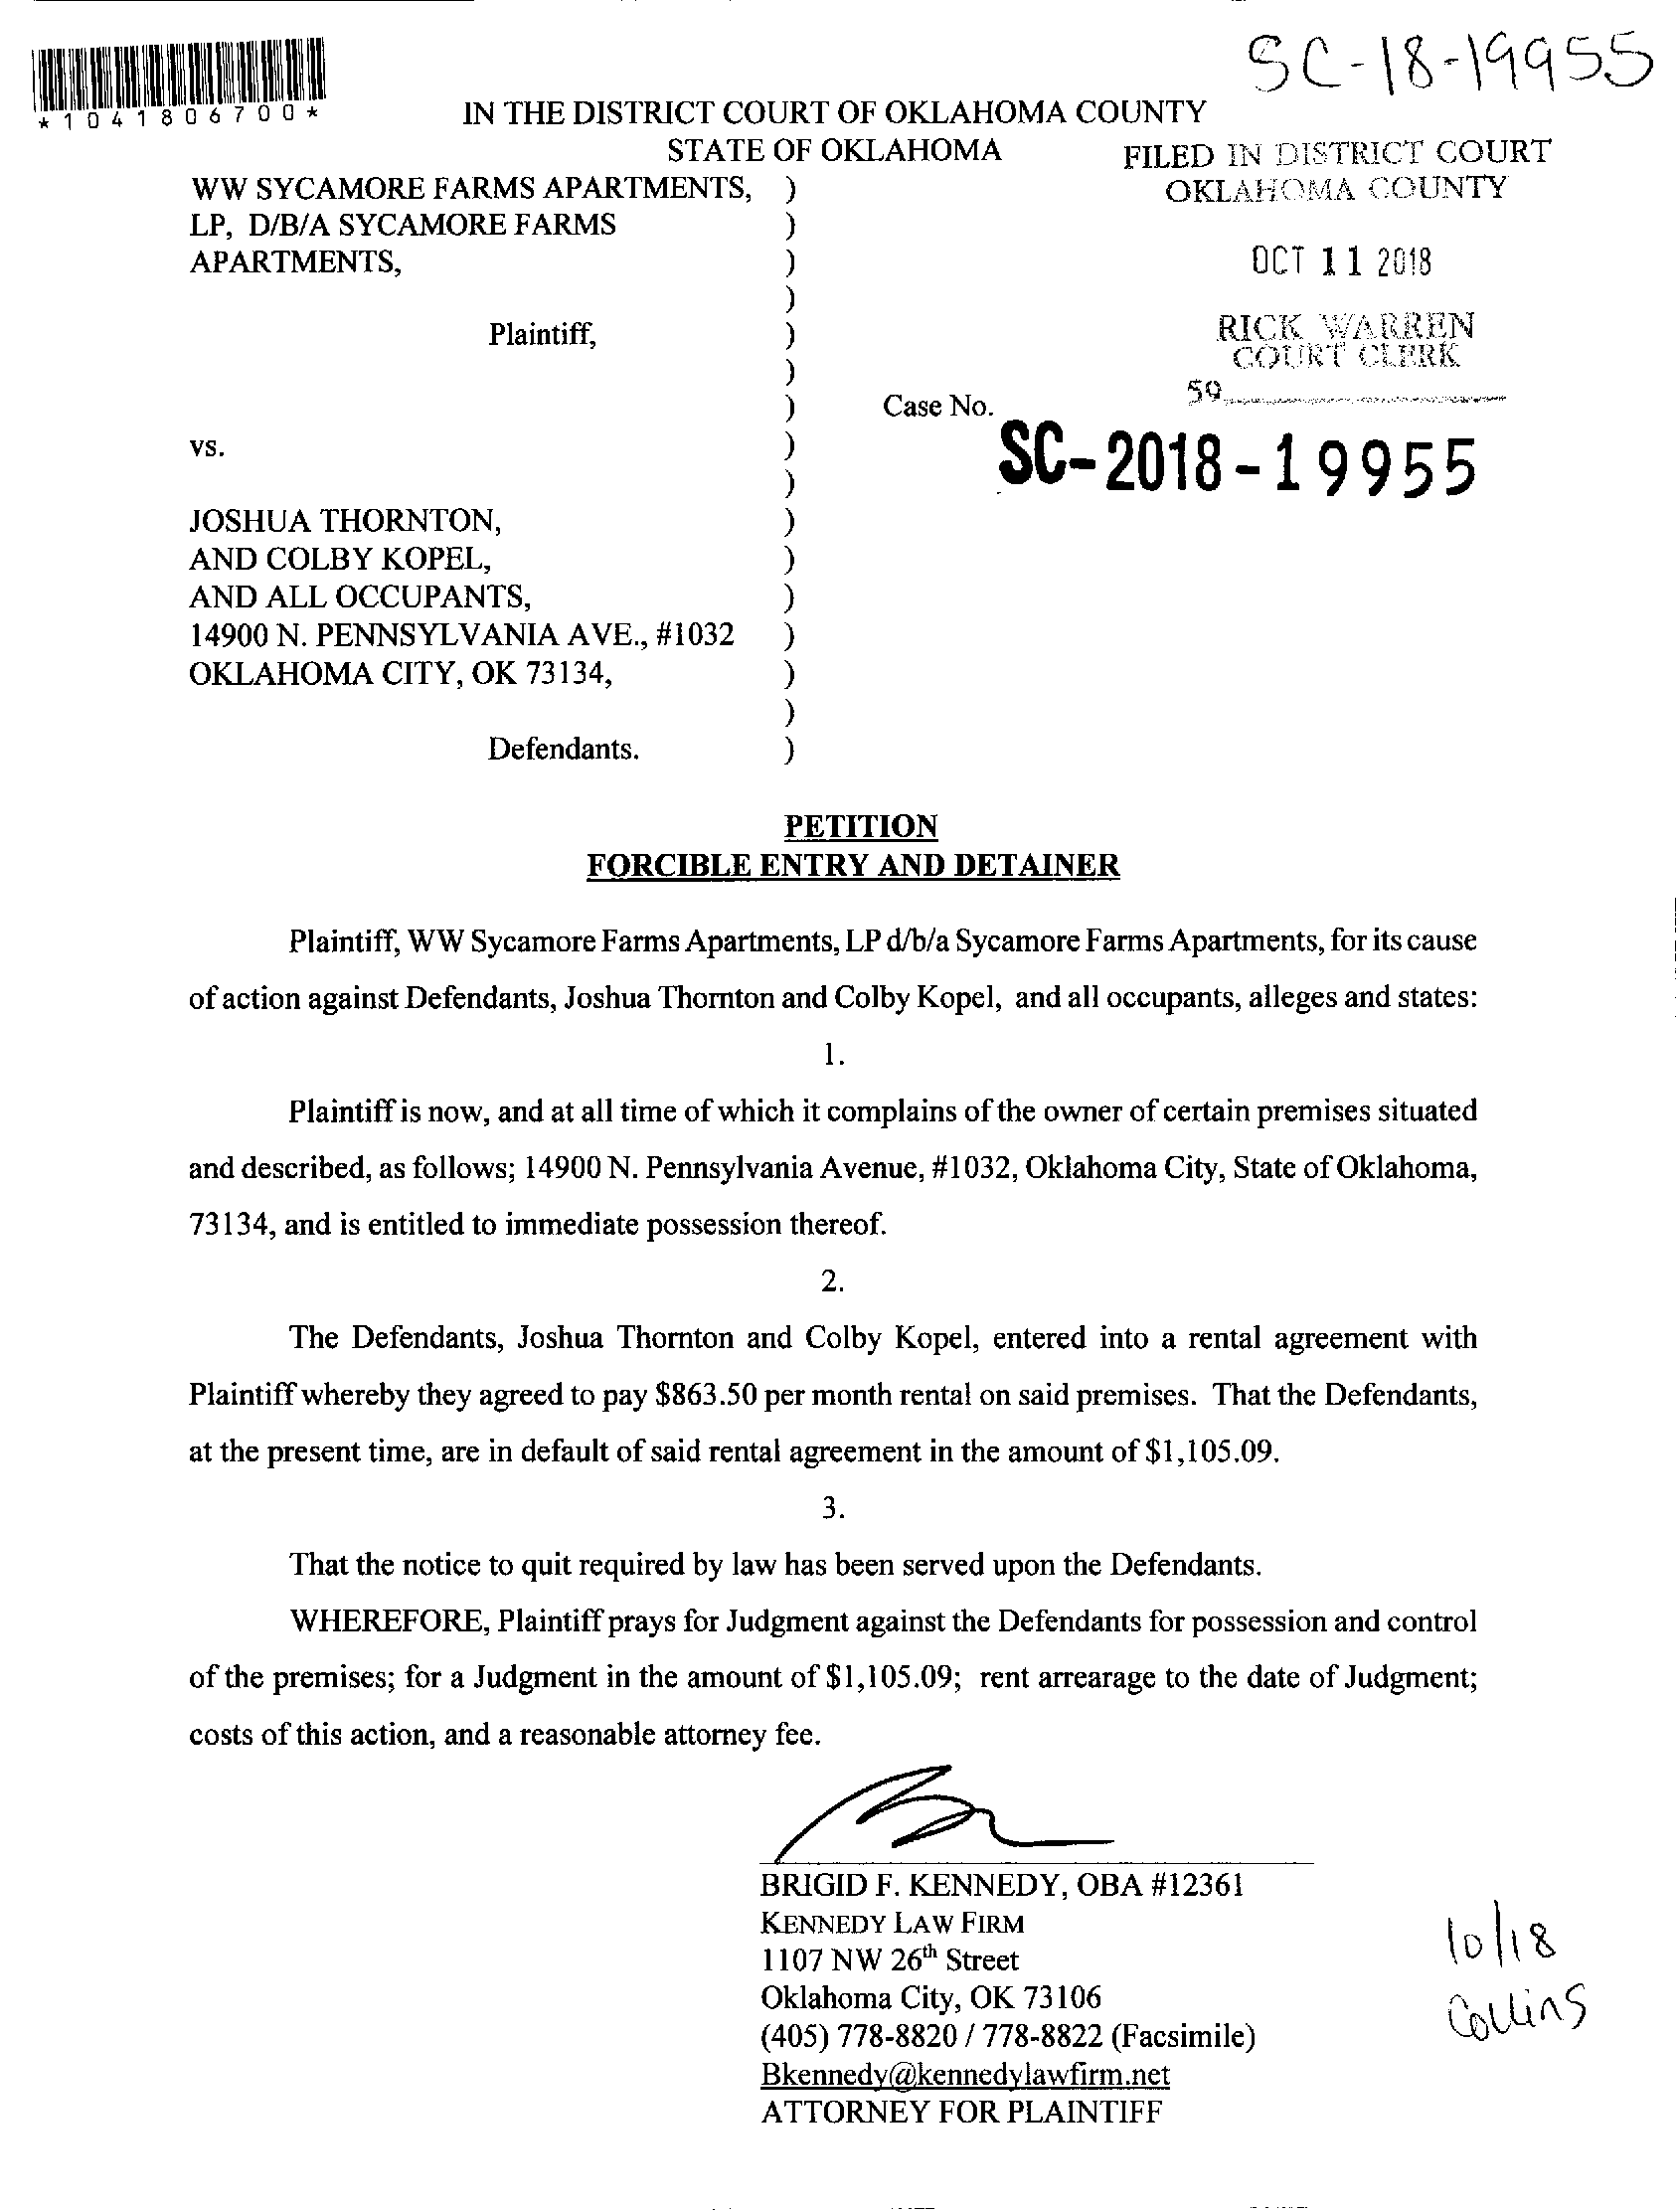 SC-18-19955
*1041806700*
IN THE DISTRICT COURT OF OKLAHOMA COUNTY
STATE OF OKLAHOMA
FILED IN DISTRICT COURT
OKLAHOMA COUNTY
OCT 11 2018
RICK WARREN
COURT CLERK
59
WW SYCAMORE FARMS APARTMENTS, )
LP, D/B/A SYCAMORE FARMS )
APARTMENTS, )
)
Plaintiff, )
)
) Case No.
SC-2018-19955
vs. )
)
JOSHUA THORNTON, )
AND COLBY KOPEL, )
AND ALL OCCUPANTS, )
14900 N. PENNSYLVANIA AVE., #1032 )
OKLAHOMA CITY, OK 73134, )
)
Defendants. )
PETITION
FORCIBLE ENTRY AND DETAINER
Plaintiff, WW Sycamore Farms Apartments, LP d/b/a Sycamore Farms Apartments, for its cause
of action against Defendants, Joshua Thornton and Colby Kopel, and all occupants, alleges and states:
1.
Plaintiff is now, and at all time of which it complains of the owner of certain premises situated
and described, as follows; 14900 N. Pennsylvania Avenue, #1032, Oklahoma City, State of Oklahoma,
73134, and is entitled to immediate possession thereof.
2.
The Defendants, Joshua Thornton and Colby Kopel, entered into a rental agreement with
Plaintiff whereby they agreed to pay $863.50 per month rental on said premises. That the Defendants,
at the present time, are in default of said rental agreement in the amount of $1,105.09.
3.
That the notice to quit required by law has been served upon the Defendants.
WHEREFORE, Plaintiff prays for Judgment against the Defendants for possession and control
of the premises; for a Judgment in the amount of $1,105.09; rent arrearage to the date of Judgment;
costs of this action, and a reasonable attorney fee.
BRIGID F. KENNEDY, OBA #12361
KENNEDY LAW FIRM
1107 NW 26th Street
Oklahoma City, OK 73106
(405) 778-8820 / 778-8822 (Facsimile)
Bkennedy@kennedylawfirm.net
ATTORNEY FOR PLAINTIFF
10/18
Collins